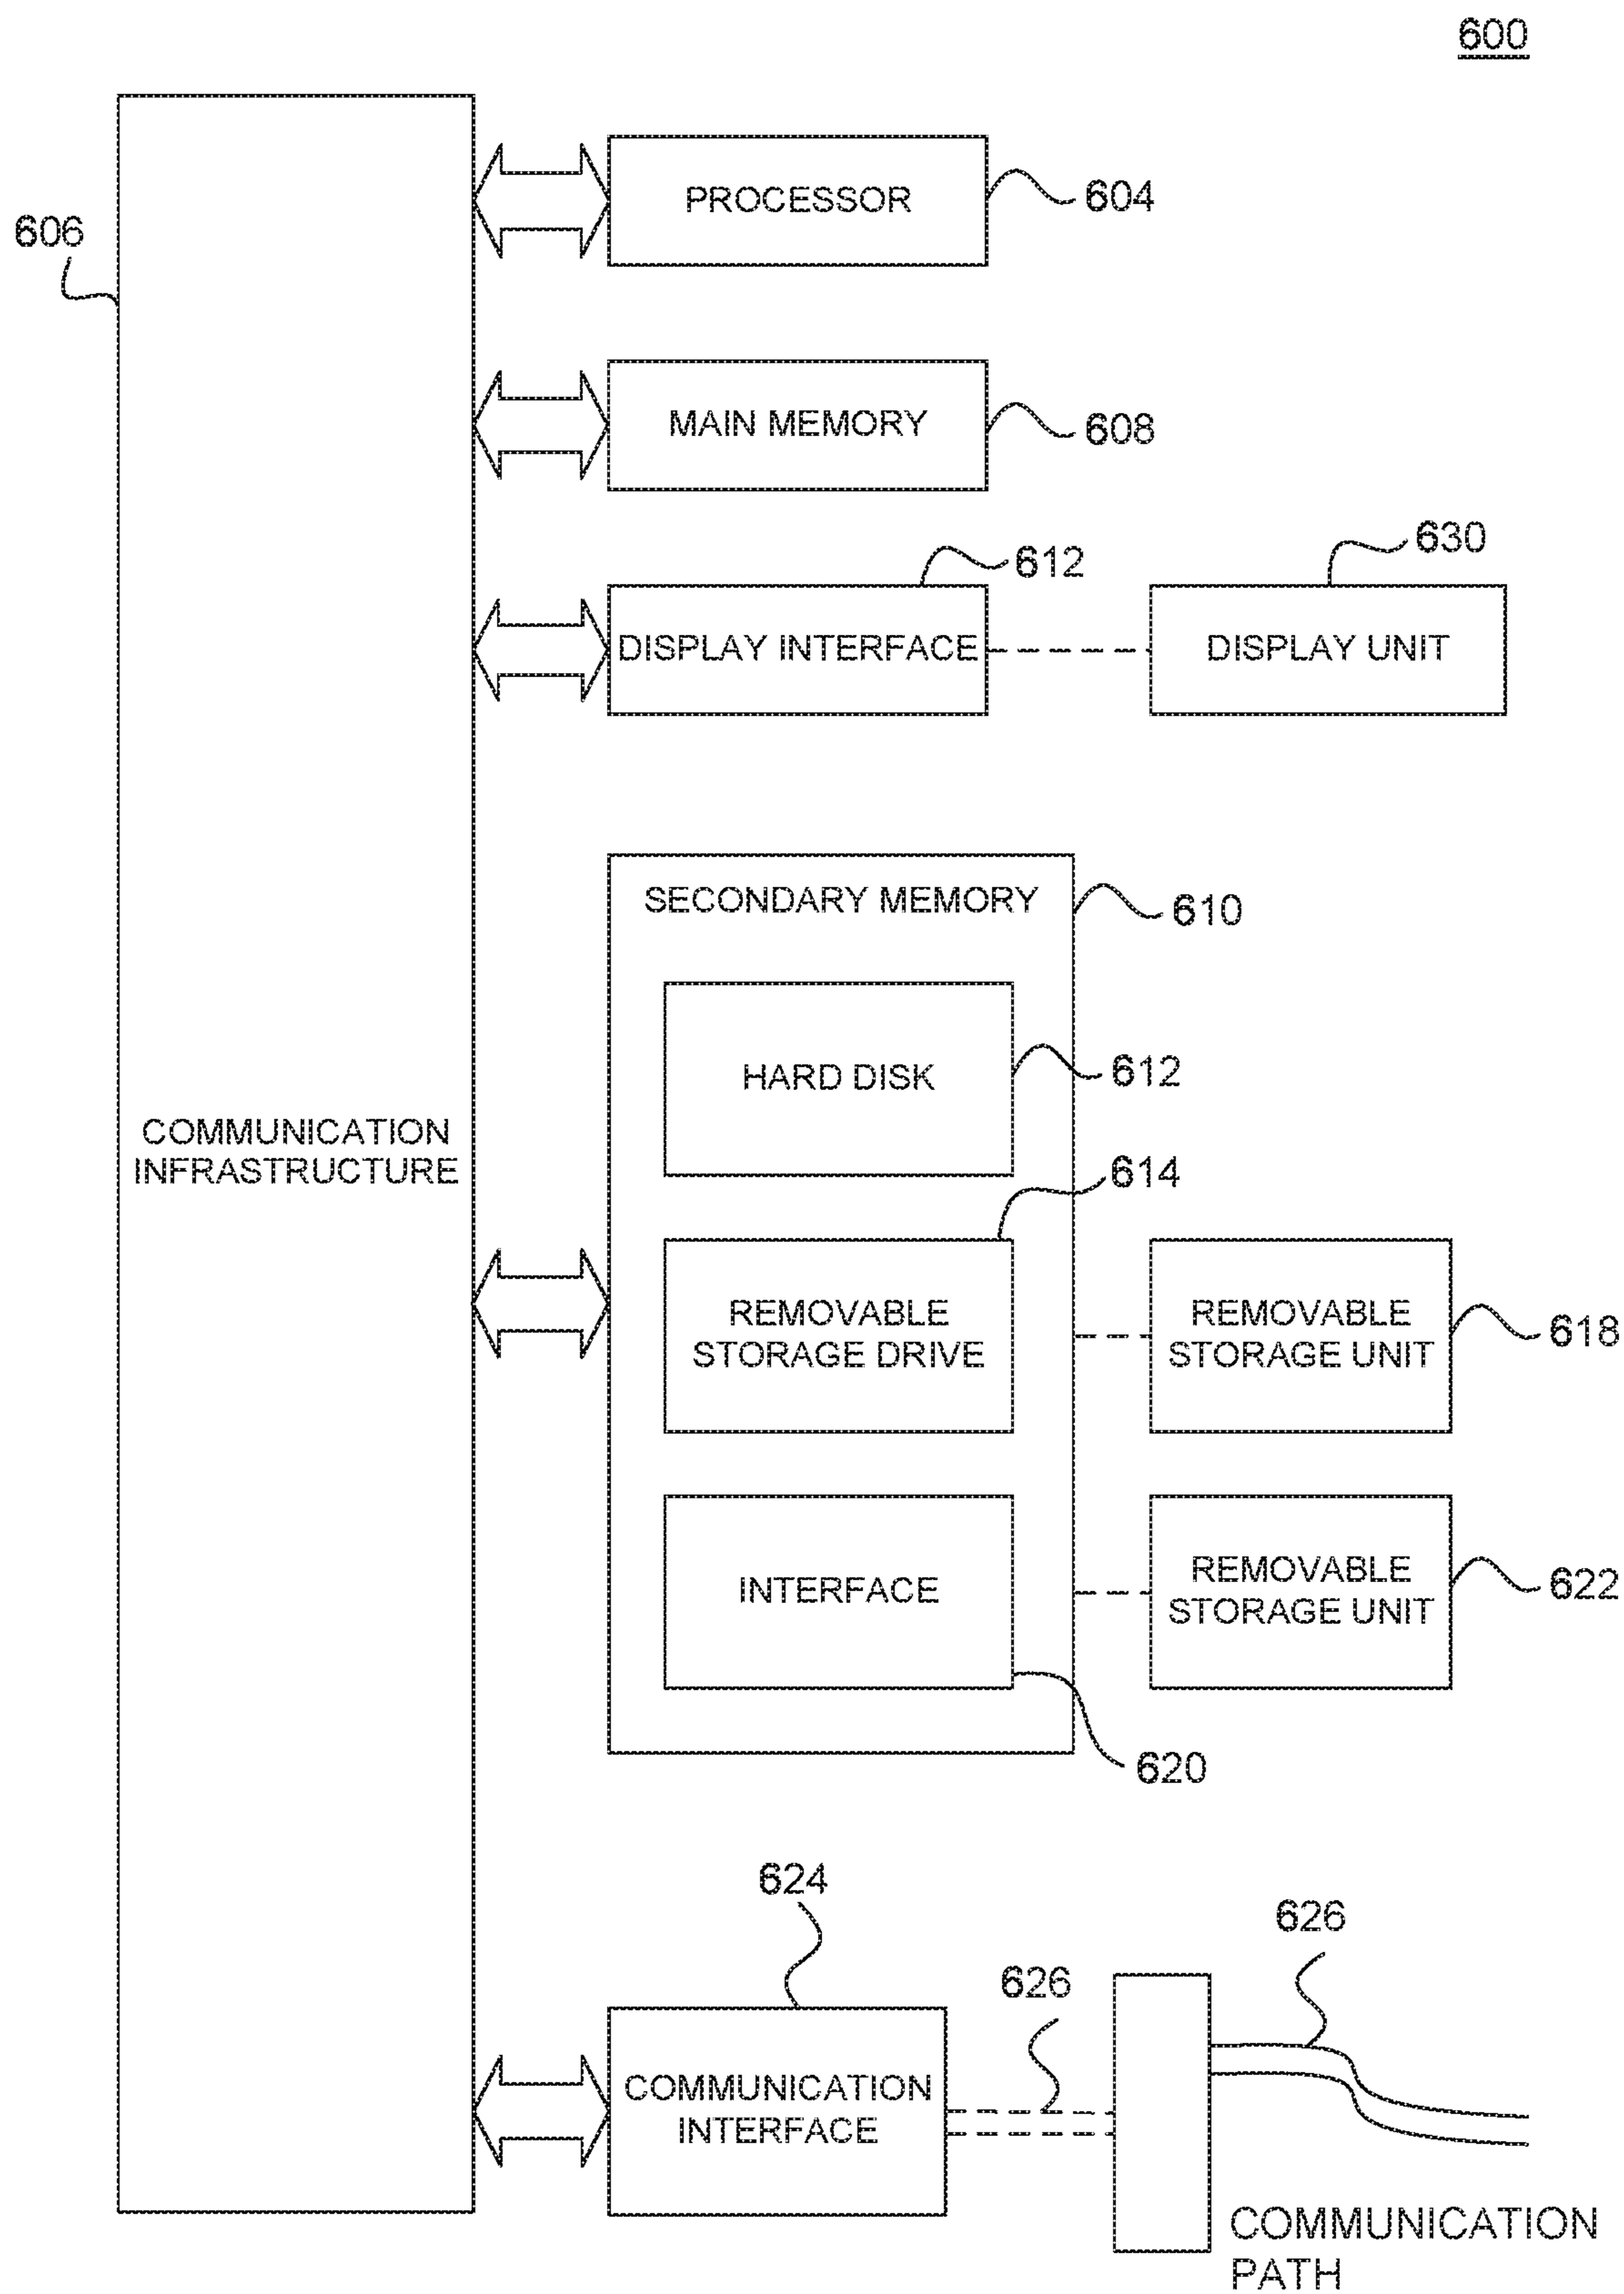 600
606
PROCESSOR
604
MAIN MEMORY
608
612
630
DISPLAY INTERFACE
DISPLAY UNIT
SECONDARY MEMORY
610
HARD DISK
612
COMMUNICATION
INFRASTRUCTURE
614
REMOVABLE
STORAGE DRIVE
REMOVABLE
STORAGE UNIT
618
INTERFACE
REMOVABLE
STORAGE UNIT
622
620
624
626
626
COMMUNICATION
INTERFACE
COMMUNICATION
PATH